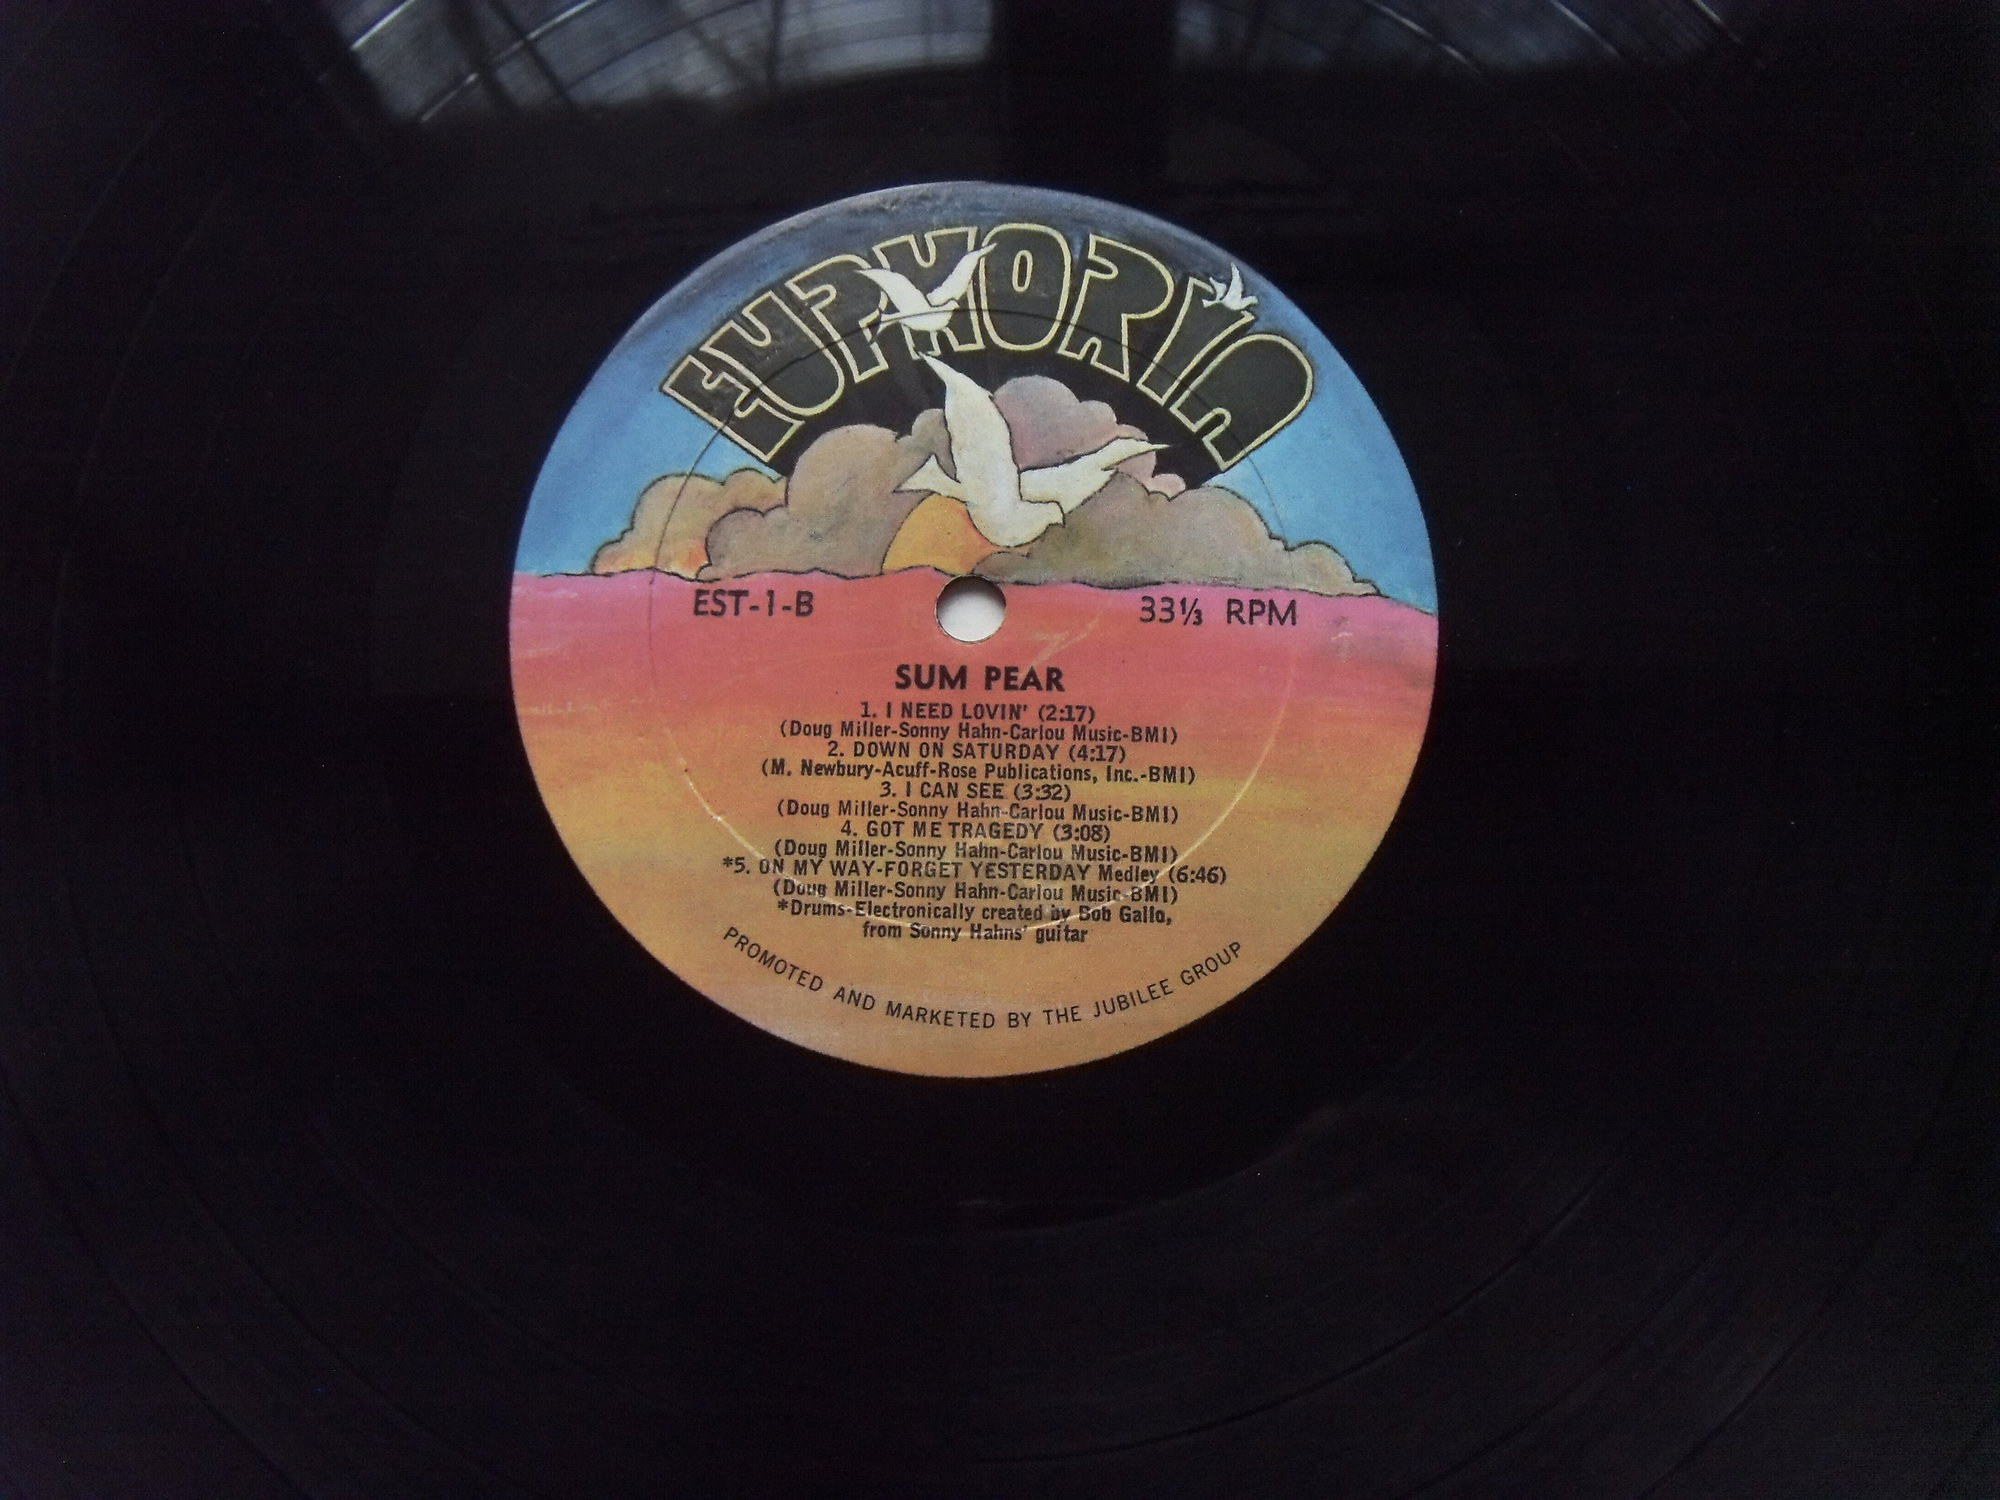 EUPHORIA
EST-1-B
33⅓ RPM
SUM PEAR
1. I NEED LOVIN' (2:17)
(Doug Miller-Sonny Hahn-Carlou Music-BMI)
2. DOWN ON SATURDAY (4:17)
(M. Newbury-Acuff-Rose Publications, Inc.-BMI)
3. I CAN SEE (3:32)
(Doug Miller-Sonny Hahn-Carlou Music-BMI)
4. GOT ME TRAGEDY (3:08)
(Doug Miller-Sonny Hahn-Carlou Music-BMI)
*5. ON MY WAY-FORGET YESTERDAY Medley (6:46)
(Doug Miller-Sonny Hahn-Carlou Music-BMI)
*Drums-Electronically created by Bob Gallo,
from Sonny Hahns' guitar
PROMOTED AND MARKETED BY THE JUBILEE GROUP